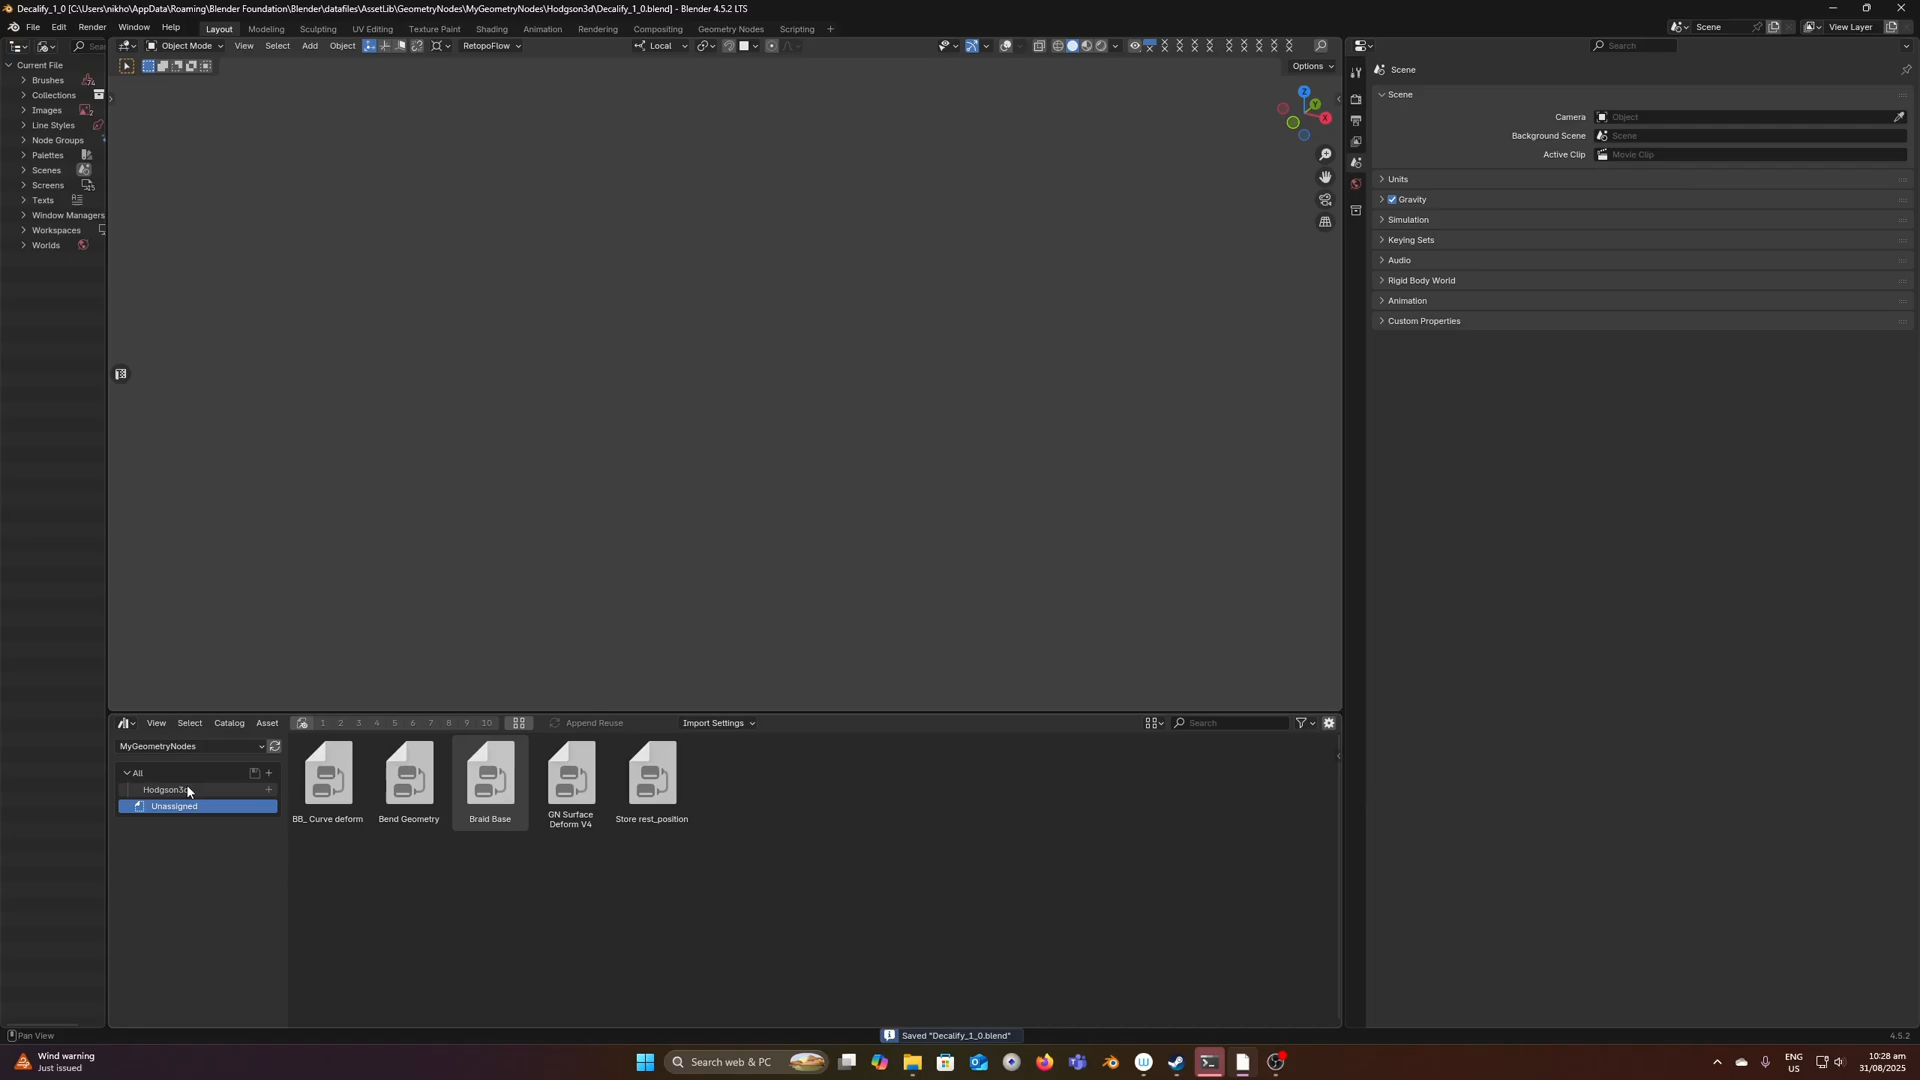 Decalify_1_0 [C:\Users\nikho\AppData\Roaming\Blender Foundation\Blender\datafiles\AssetLib\GeometryNodes\MyGeometryNodes\Hodgson3d\Decalify_1_0.blend] - Blender 4.5.2 LTS
File Edit Render Window Help Layout Modeling Sculpting UV Editing Texture Paint Shading Animation Rendering Compositing Geometry Nodes Scripting + Scene View Layer
Object Mode View Select Add Object RetopoFlow Local Search
Options
Current File
Brushes 74
Collections
Images 2
Line Styles
Node Groups
Palettes
Scenes
Screens 15
Texts
Window Managers
Workspaces
Worlds
Z
Y
X
Scene
Scene
Camera Object
Background Scene Scene
Active Clip Movie Clip
Units
Gravity
Simulation
Keying Sets
Audio
Rigid Body World
Animation
Custom Properties
View Select Catalog Asset 1 2 3 4 5 6 7 8 9 10 Append Reuse Import Settings Search
MyGeometryNodes
All
Hodgson3d
Unassigned
BB_ Curve deform
Bend Geometry
Braid Base
GN Surface
Deform V4
Store rest_position
Pan View
Saved "Decalify_1_0.blend"
4.5.2
Wind warning
Just issued
Search web & PC
ENG
US
10:28 am
31/08/2025